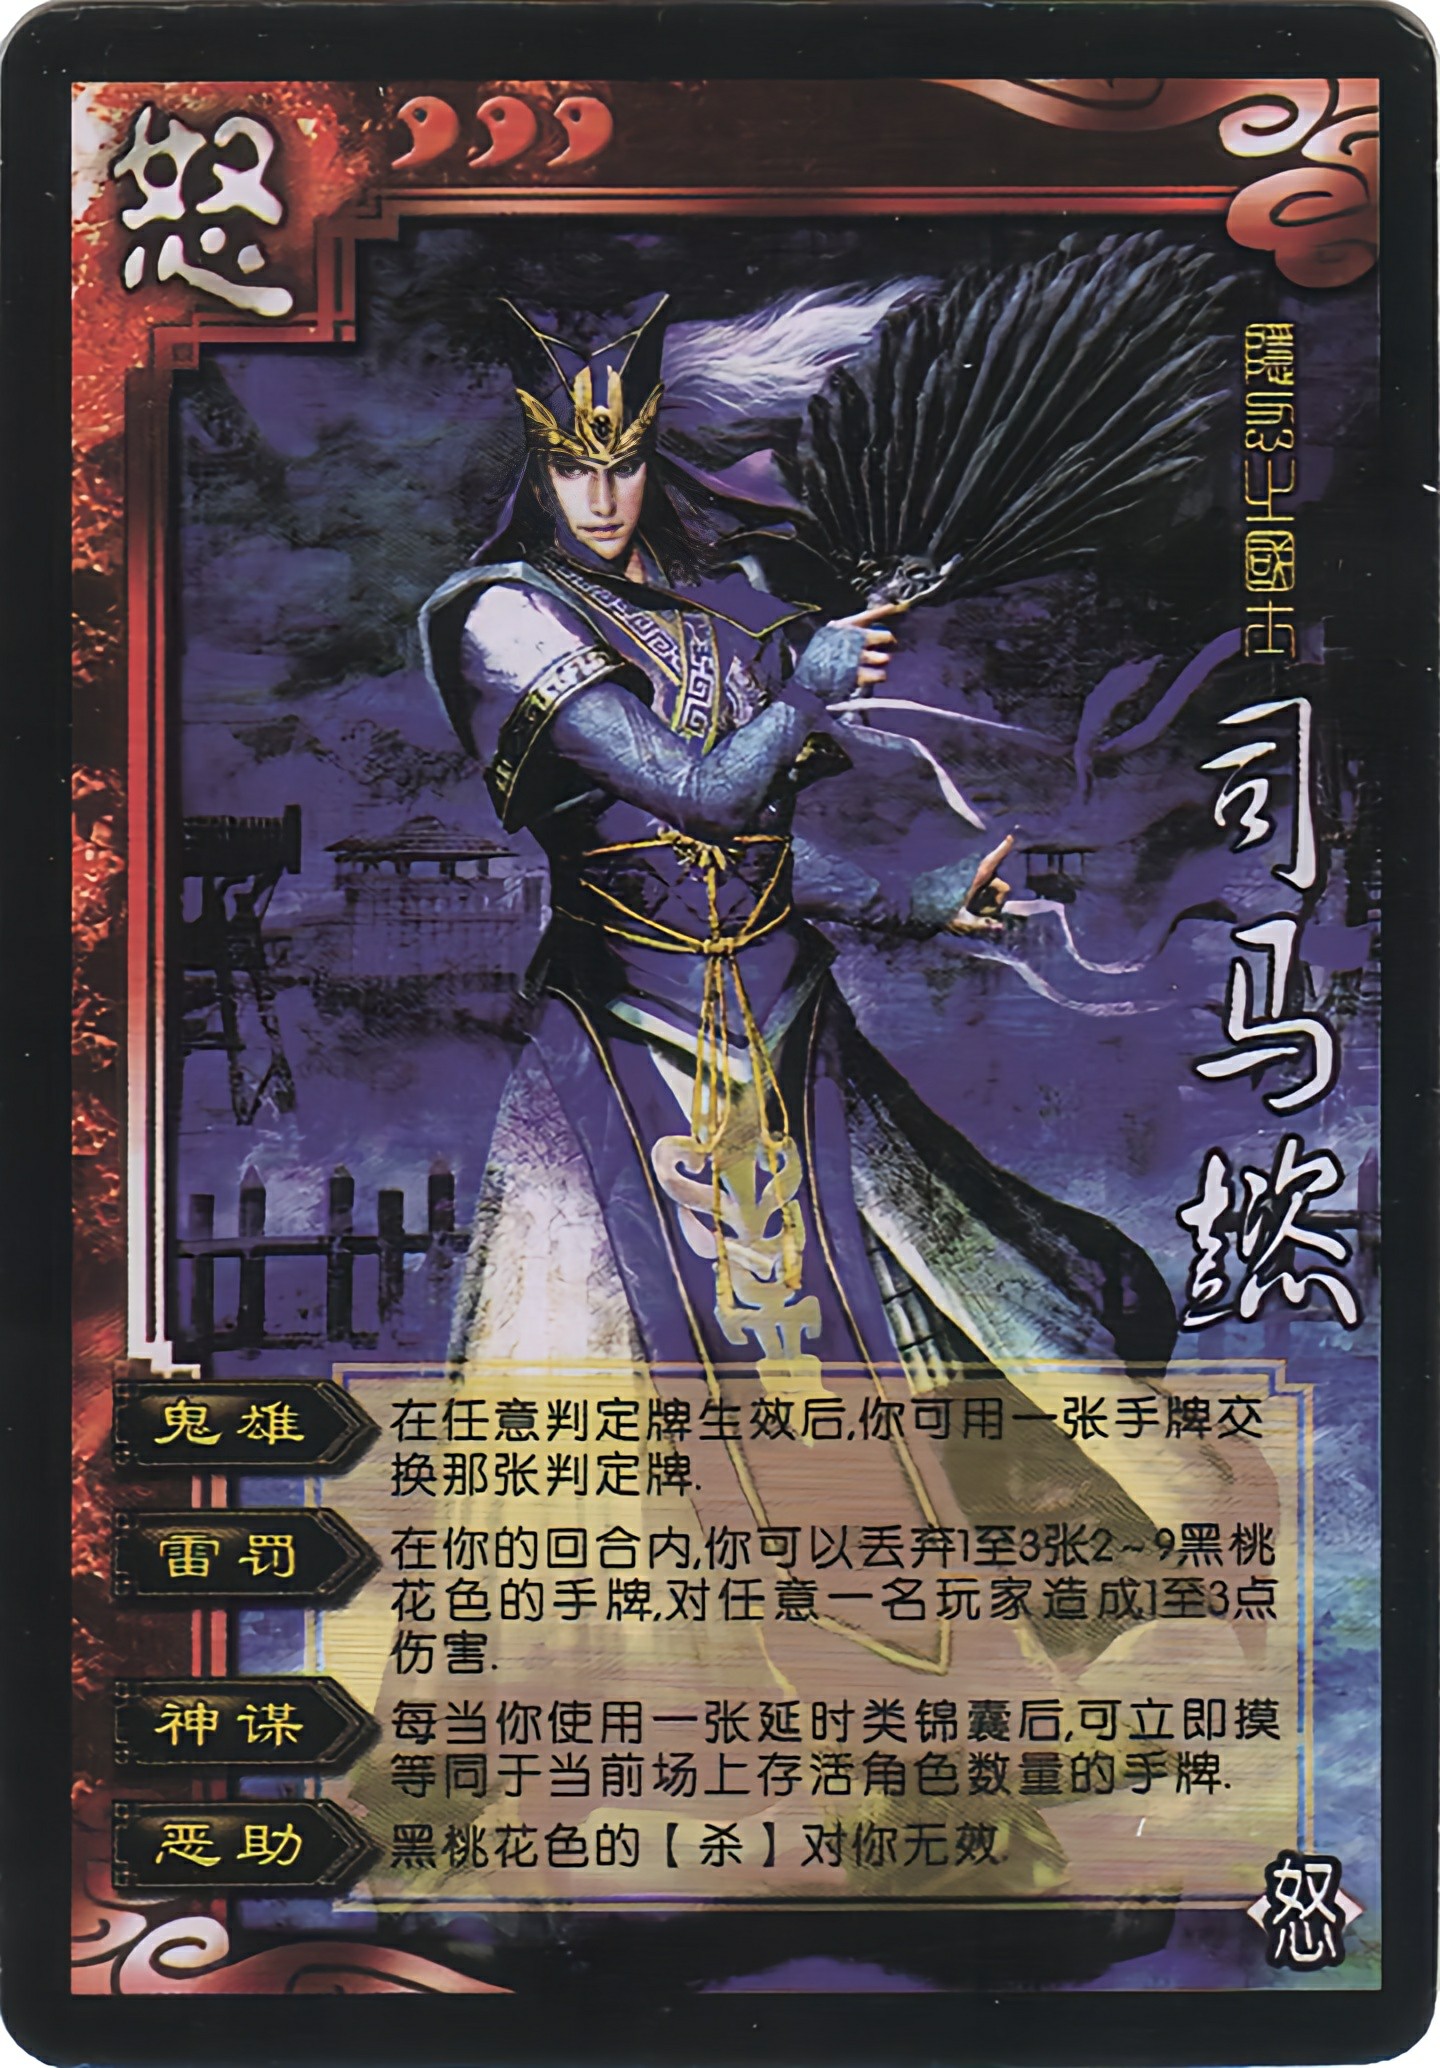 怒
隱忍之國士
司马懿
鬼雄
在任意判定牌生效后,你可用一张手牌交
换那张判定牌.
雷罚
在你的回合内,你可以丢弃1至3张2~9黑桃
花色的手牌,对任意一名玩家造成1至3点
伤害.
神谋
每当你使用一张延时类锦囊后,可立即摸
等同于当前场上存活角色数量的手牌.
恶助
黑桃花色的【杀】对你无效.
怒